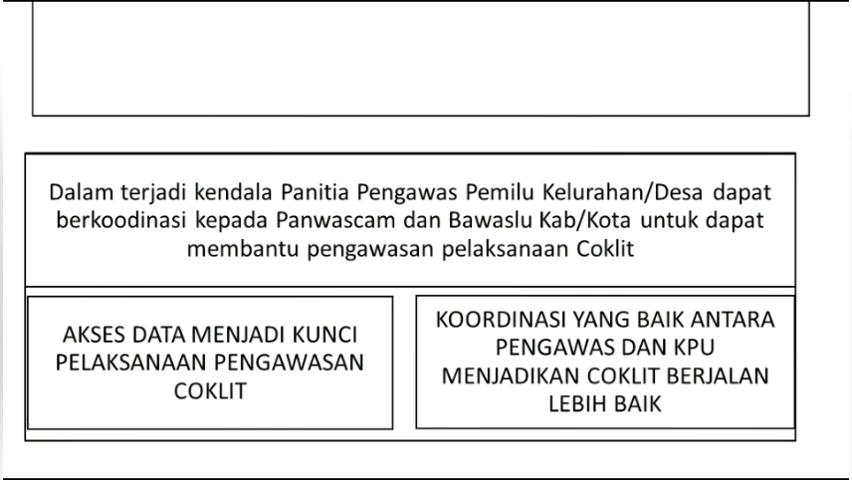 Dalam terjadi kendala Panitia Pengawas Pemilu Kelurahan/Desa dapat
berkoodinasi kepada Panwascam dan Bawaslu Kab/Kota untuk dapat
membantu pengawasan pelaksanaan Coklit
AKSES DATA MENJADI KUNCI
PELAKSANAAN PENGAWASAN
COKLIT
KOORDINASI YANG BAIK ANTARA
PENGAWAS DAN KPU
MENJADIKAN COKLIT BERJALAN
LEBIH BAIK